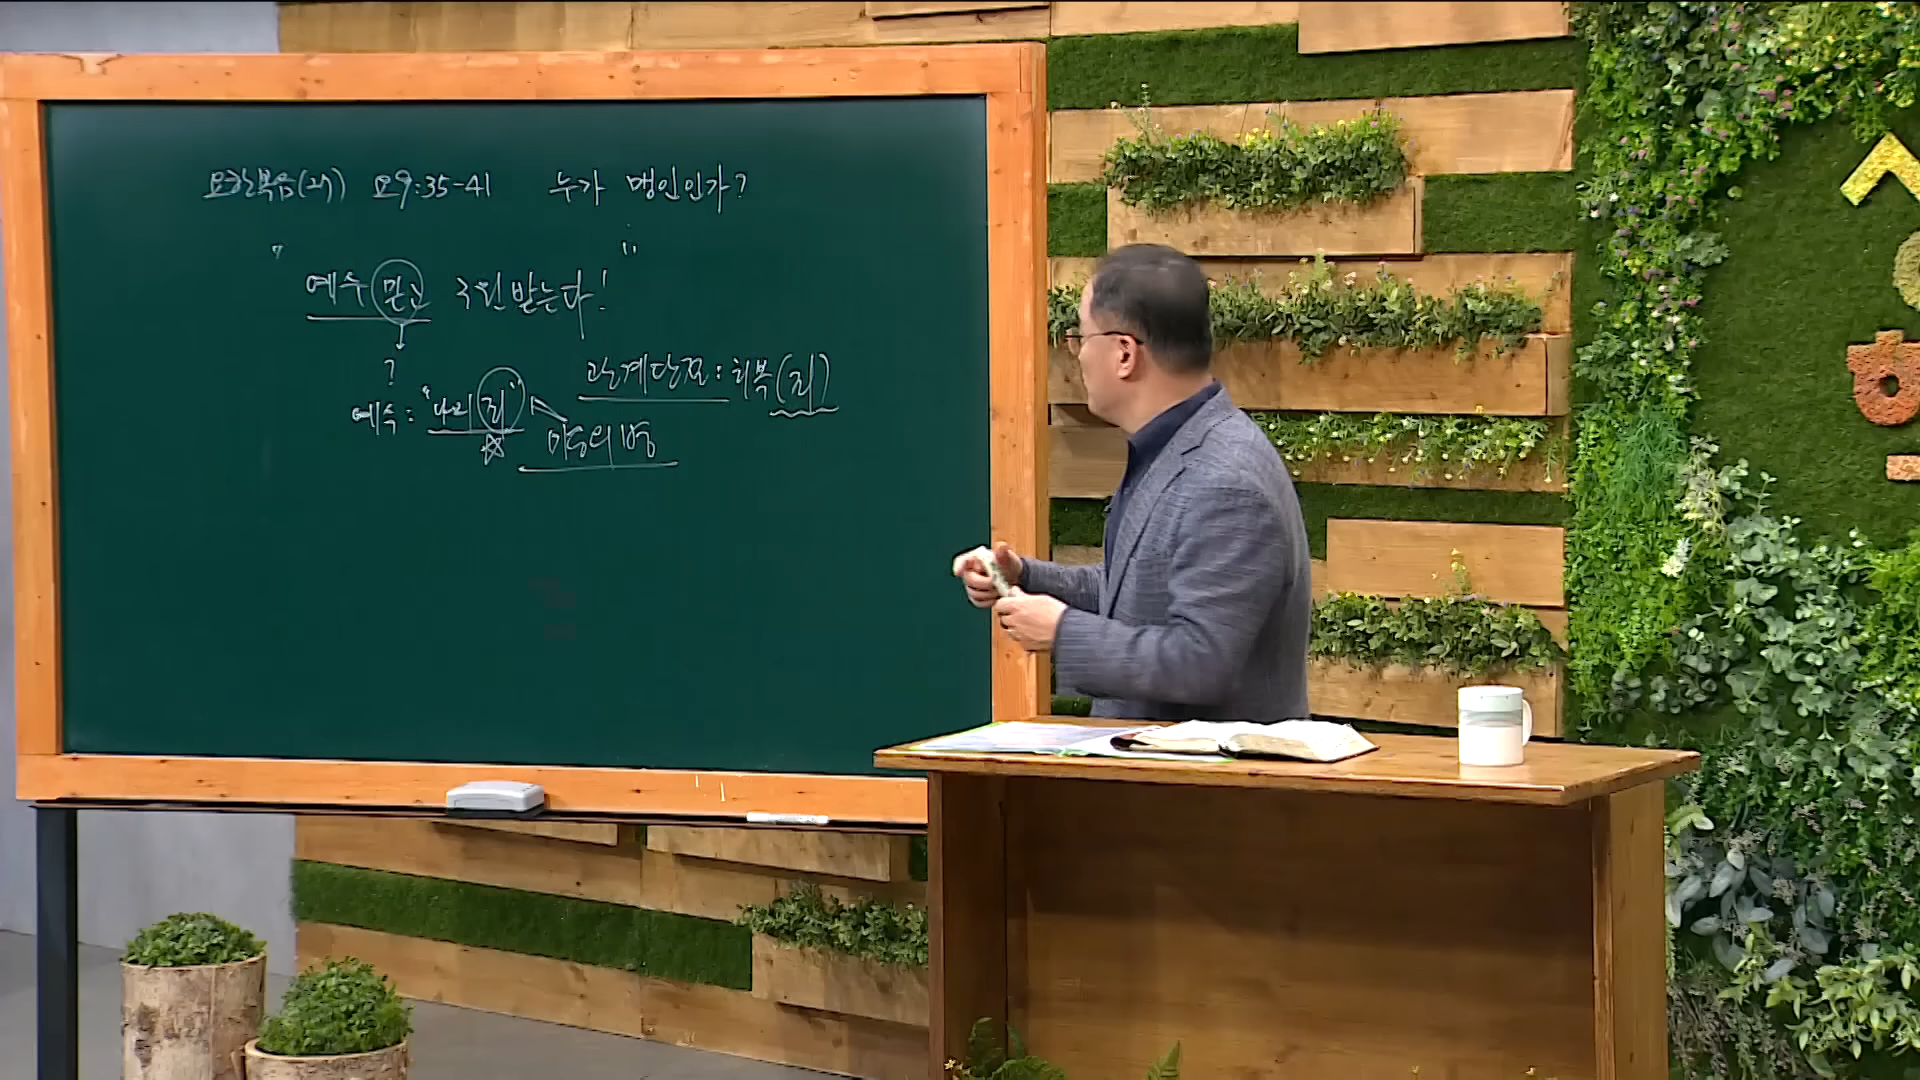 요한복음(27) 요9:35-41 누가 맹인인가?
"예수 믿고 구원 받는다!"
?
관계단절: 회복(죄)
예수: "나의 죄"
마음의 병